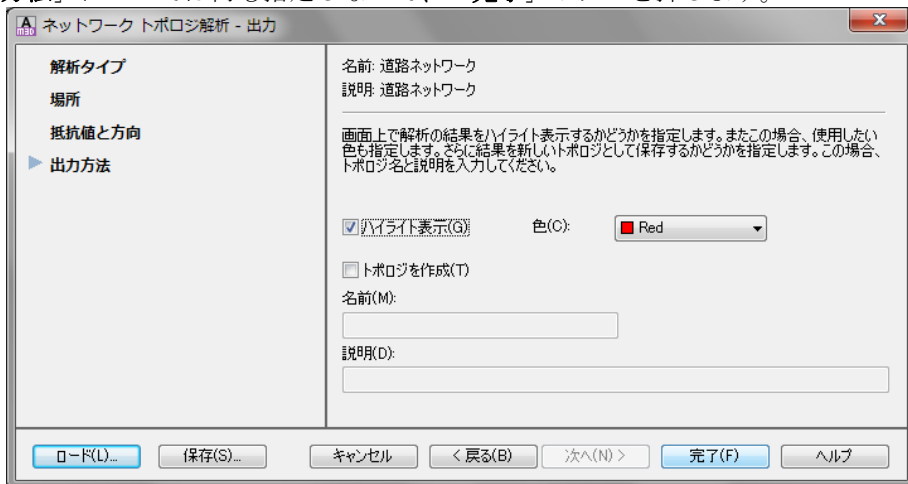 ネットワーク トポロジ解析 - 出力
解析タイプ
場所
抵抗値と方向
出力方法
名前: 道路ネットワーク
説明: 道路ネットワーク
画面上で解析の結果をハイライト表示するかどうかを指定します。またこの場合、使用したい
色も指定します。さらに結果を新しいトポロジとして保存するかどうかを指定します。この場合、
トポロジ名と説明を入力してください。
ハイライト表示(G) 色(C): Red
トポロジを作成(T)
名前(M):
説明(D):
ロード(L)... 保存(S)... キャンセル < 戻る(B) 次へ(N) > 完了(F) ヘルプ